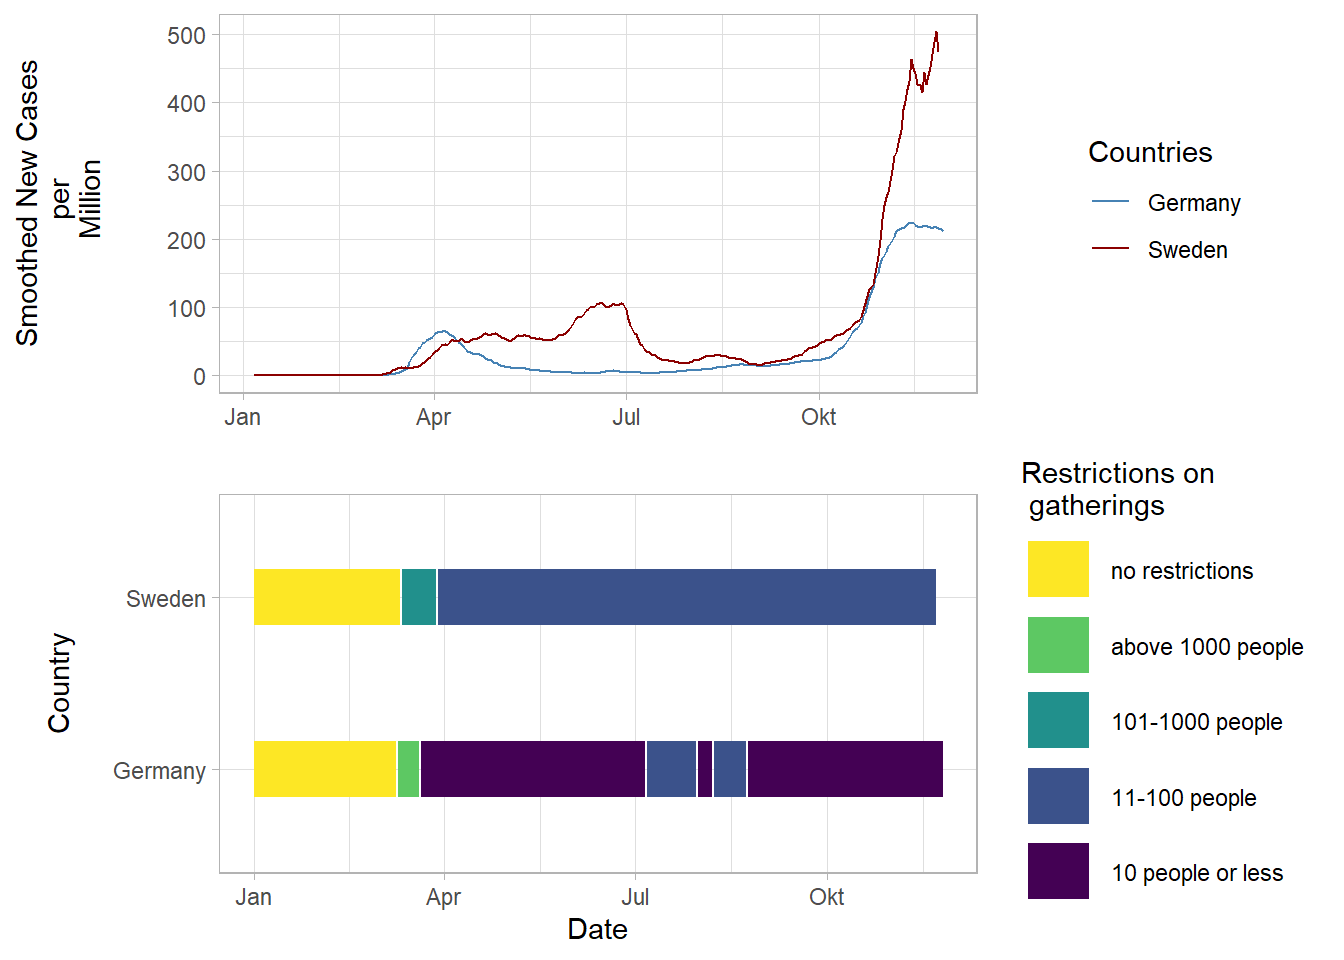 Smoothed New Cases
per
Million
500
400
300
200
100
0
Jan
Apr
Jul
Okt
Countries
Germany
Sweden
Country
Sweden
Germany
Jan
Apr
Jul
Okt
Date
Restrictions on
gatherings
no restrictions
above 1000 people
101-1000 people
11-100 people
10 people or less